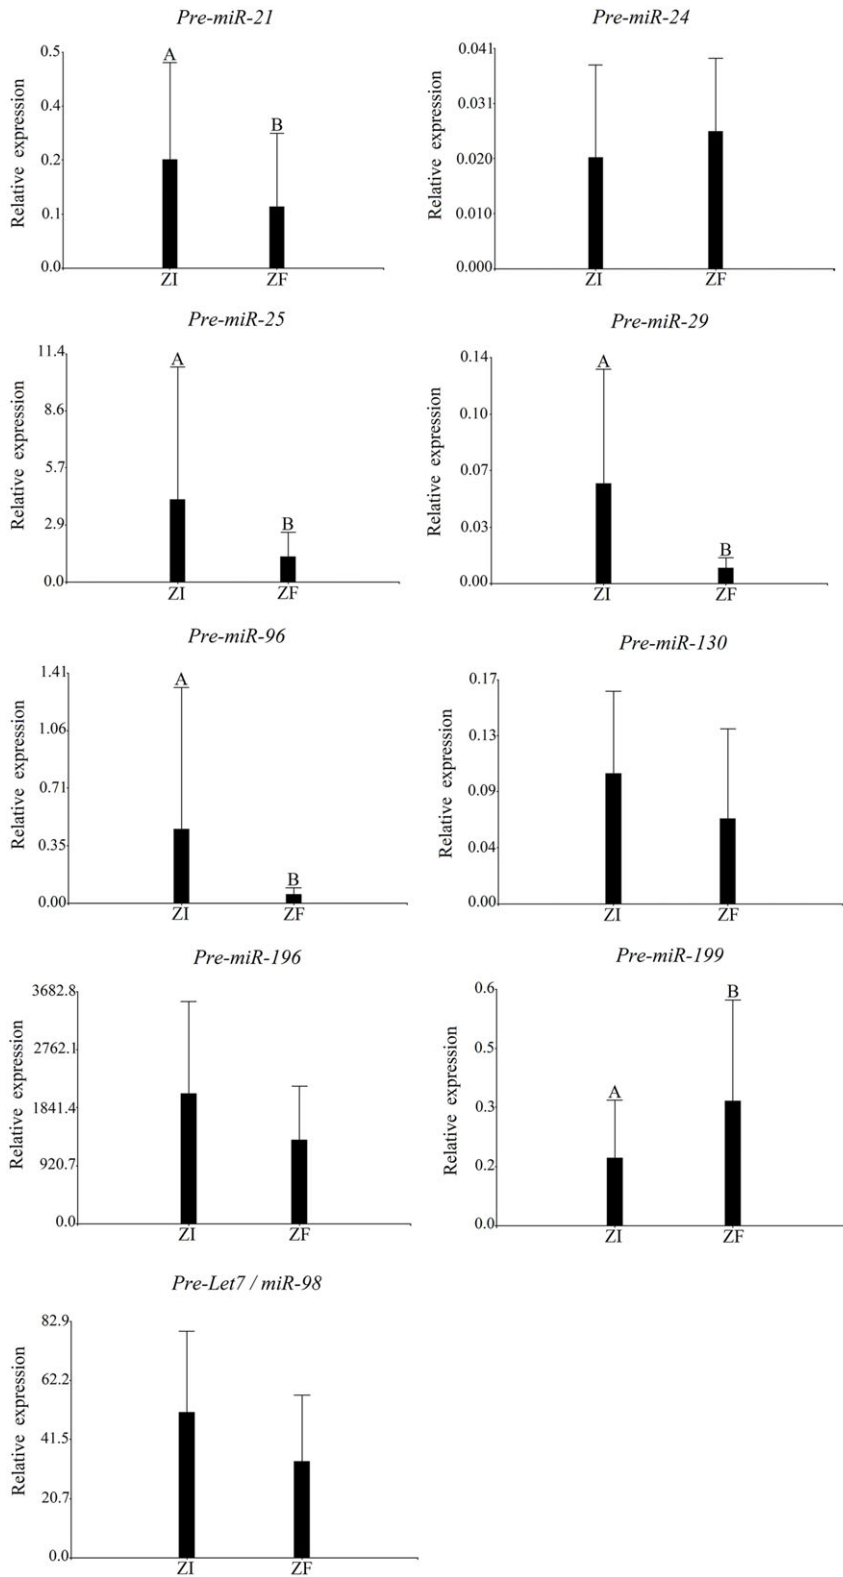 Pre-miR-21
Relative expression
0.5
0.4
0.2
0.1
0.0
A
B
ZI
ZF
Pre-miR-24
Relative expression
0.041
0.031
0.020
0.010
0.000
ZI
ZF
Pre-miR-25
Relative expression
11.4
8.6
5.7
2.9
0.0
A
B
ZI
ZF
Pre-miR-29
Relative expression
0.14
0.10
0.07
0.03
0.00
A
B
ZI
ZF
Pre-miR-96
Relative expression
1.41
1.06
0.71
0.35
0.00
A
B
ZI
ZF
Pre-miR-130
Relative expression
0.17
0.13
0.09
0.04
0.00
ZI
ZF
Pre-miR-196
Relative expression
3682.8
2762.1
1841.4
920.7
0.0
ZI
ZF
Pre-miR-199
Relative expression
0.6
0.5
0.3
0.2
0.0
A
B
ZI
ZF
Pre-Let7 / miR-98
Relative expression
82.9
62.2
41.5
20.7
0.0
ZI
ZF